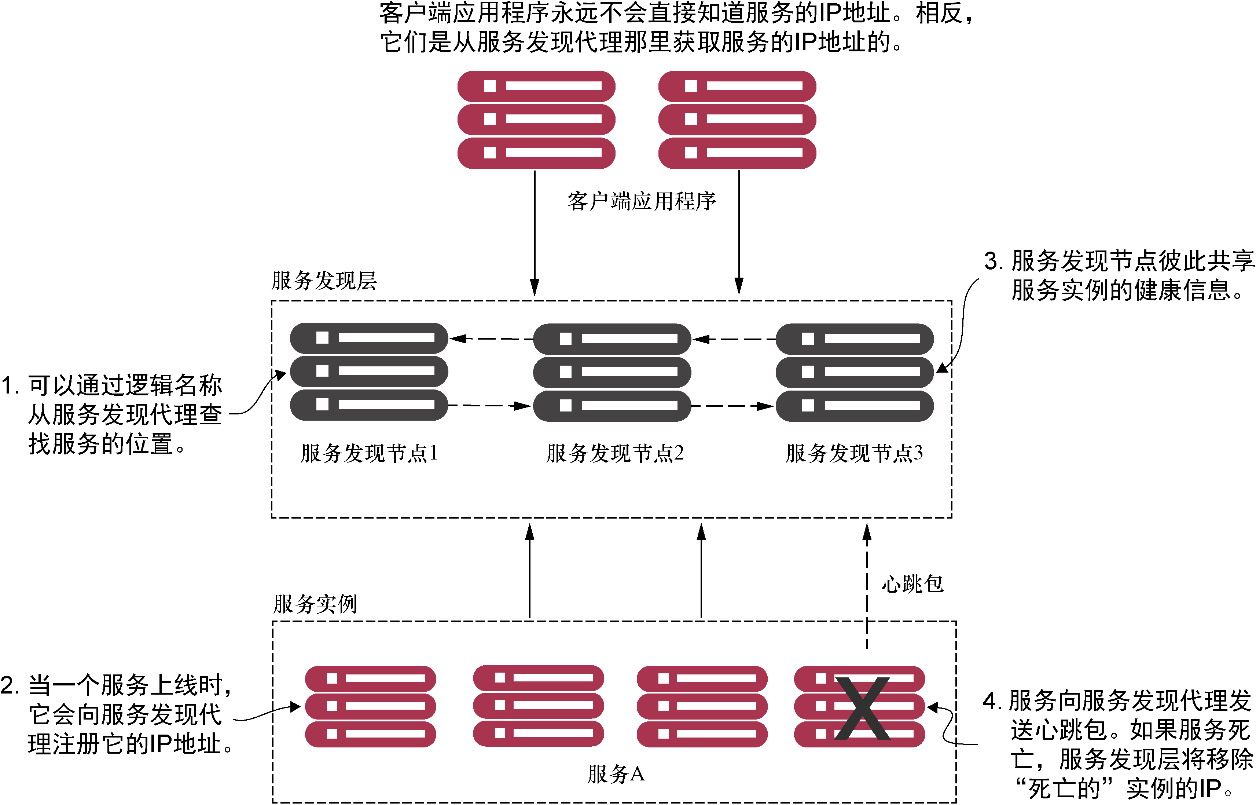 客户端应用程序永远不会直接知道服务的IP地址。相反，
它们是从服务发现代理那里获取服务的IP地址的。
客户端应用程序
服务发现层
3. 服务发现节点彼此共享
服务实例的健康信息。
1. 可以通过逻辑名称
从服务发现代理查
找服务的位置。
服务发现节点1
服务发现节点2
服务发现节点3
心跳包
服务实例
2. 当一个服务上线时，
它会向服务发现代
理注册它的IP地址。
X
4. 服务向服务发现代理发
送心跳包。如果服务死
亡，服务发现层将移除
“死亡的”实例的IP。
服务A